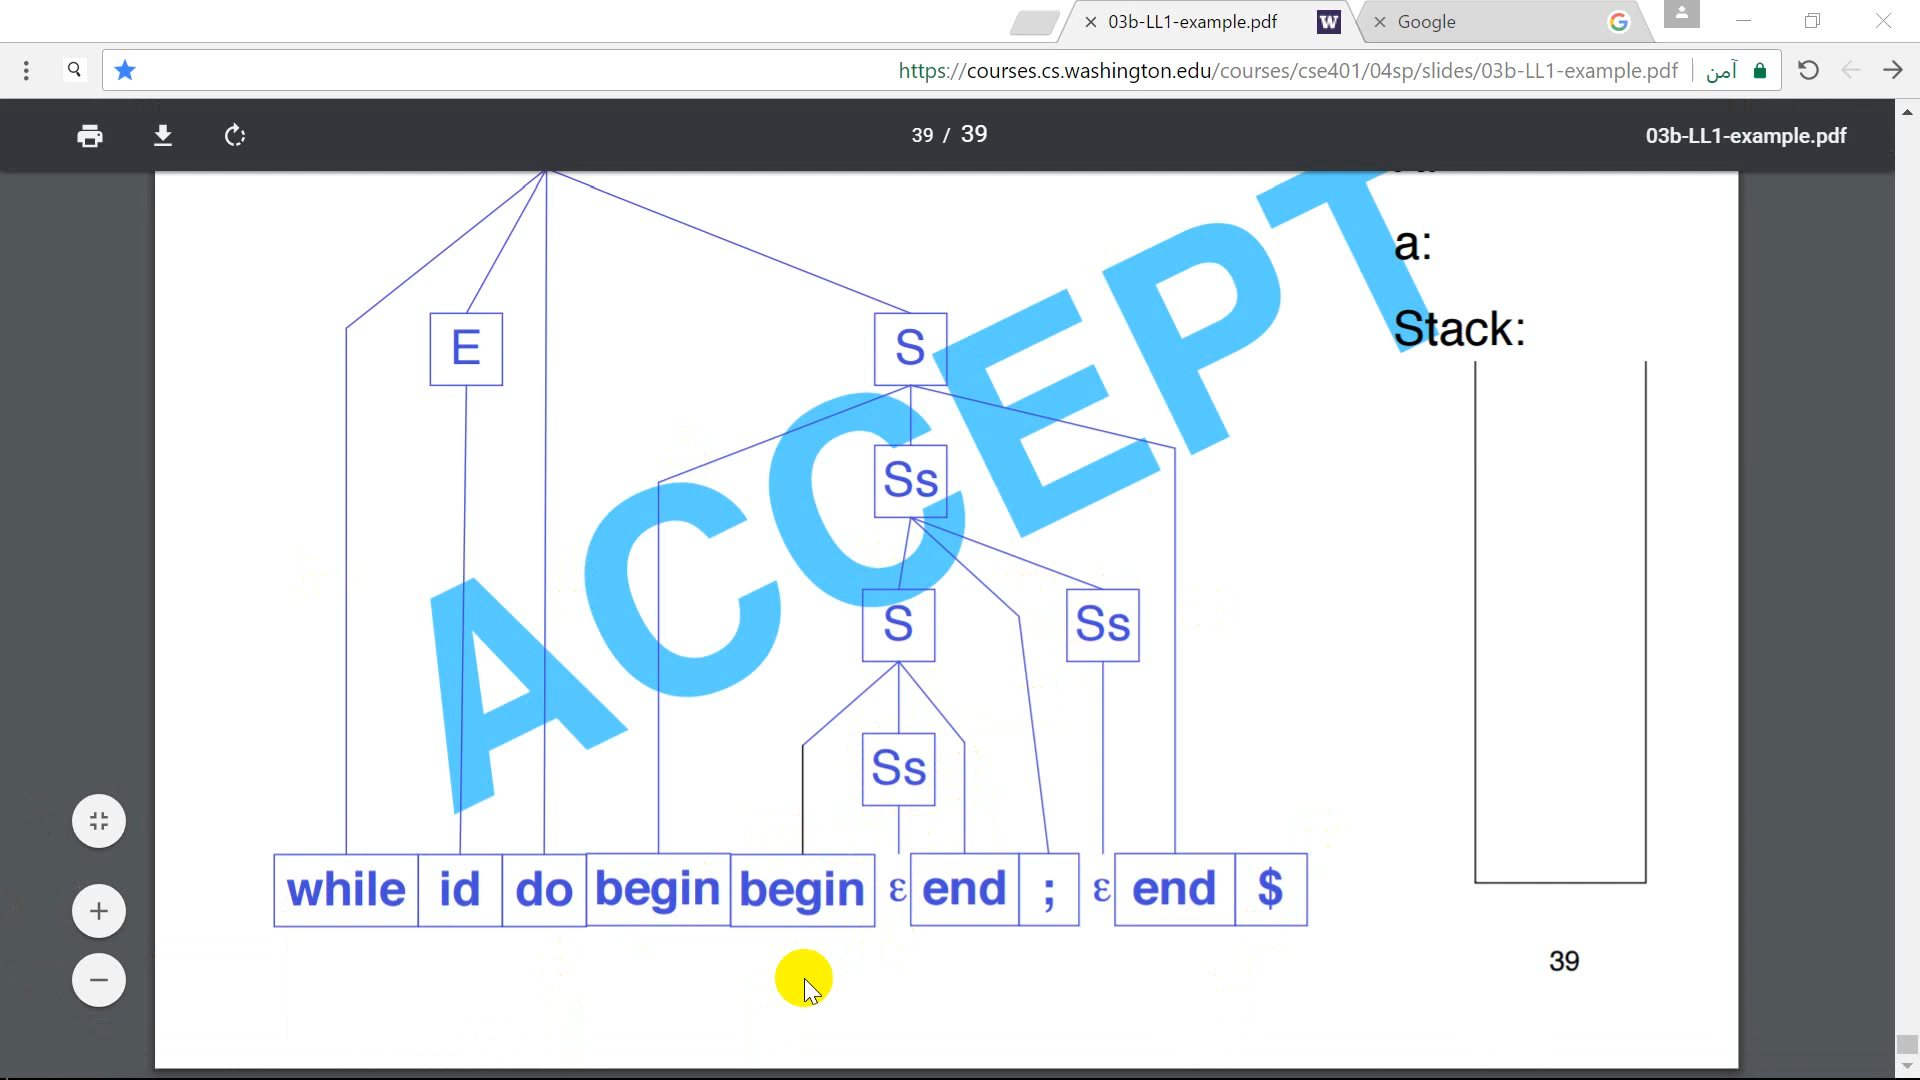 03b-LL1-example.pdf
W
Google
G
https://courses.cs.washington.edu/courses/cse401/04sp/slides/03b-LL1-example.pdf
آمن
39 / 39
03b-LL1-example.pdf
a:
Stack:
ACCEPT
E
S
Ss
S
Ss
Ss
while id do begin begin ε end ; ε end $
39